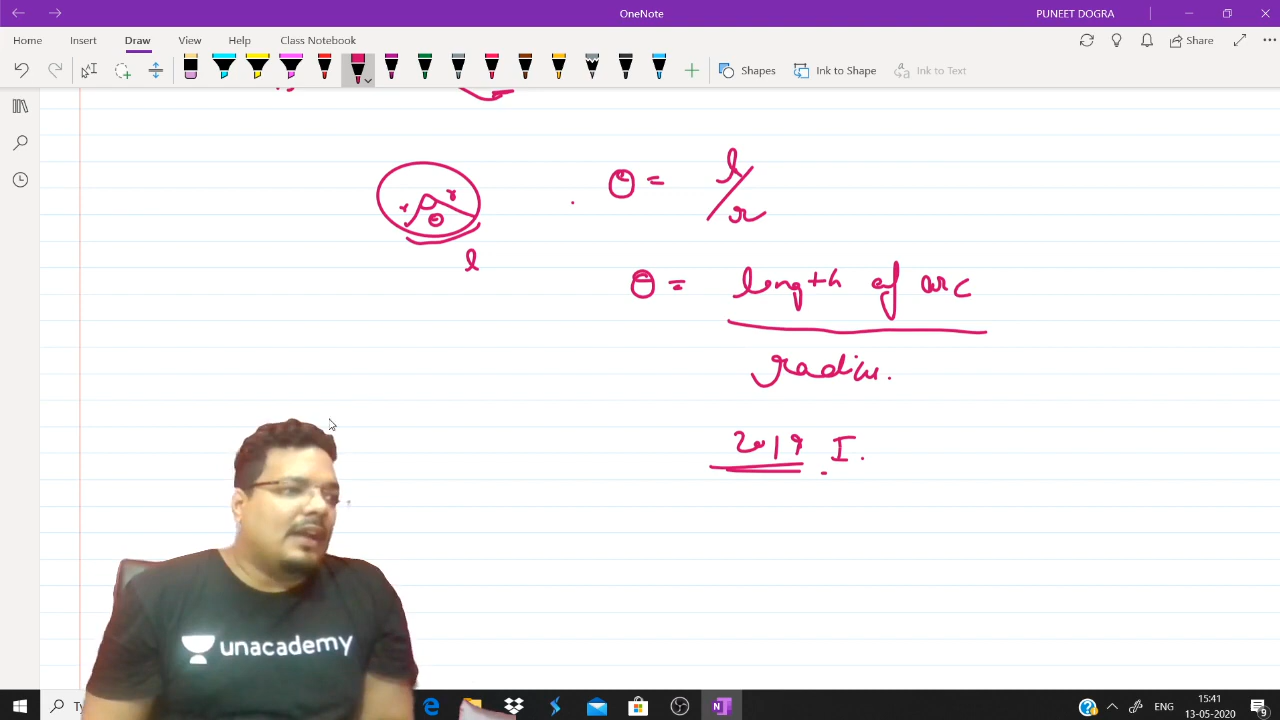 OneNote
PUNEET DOGRA
Home Insert Draw View Help Class Notebook
Share
Shapes Ink to Shape Ink to Text
θ = l/r
r r
θ
l
θ = length of arc
radius.
2019 I.
unacademy
15:41
ENG
13-05-2020
9